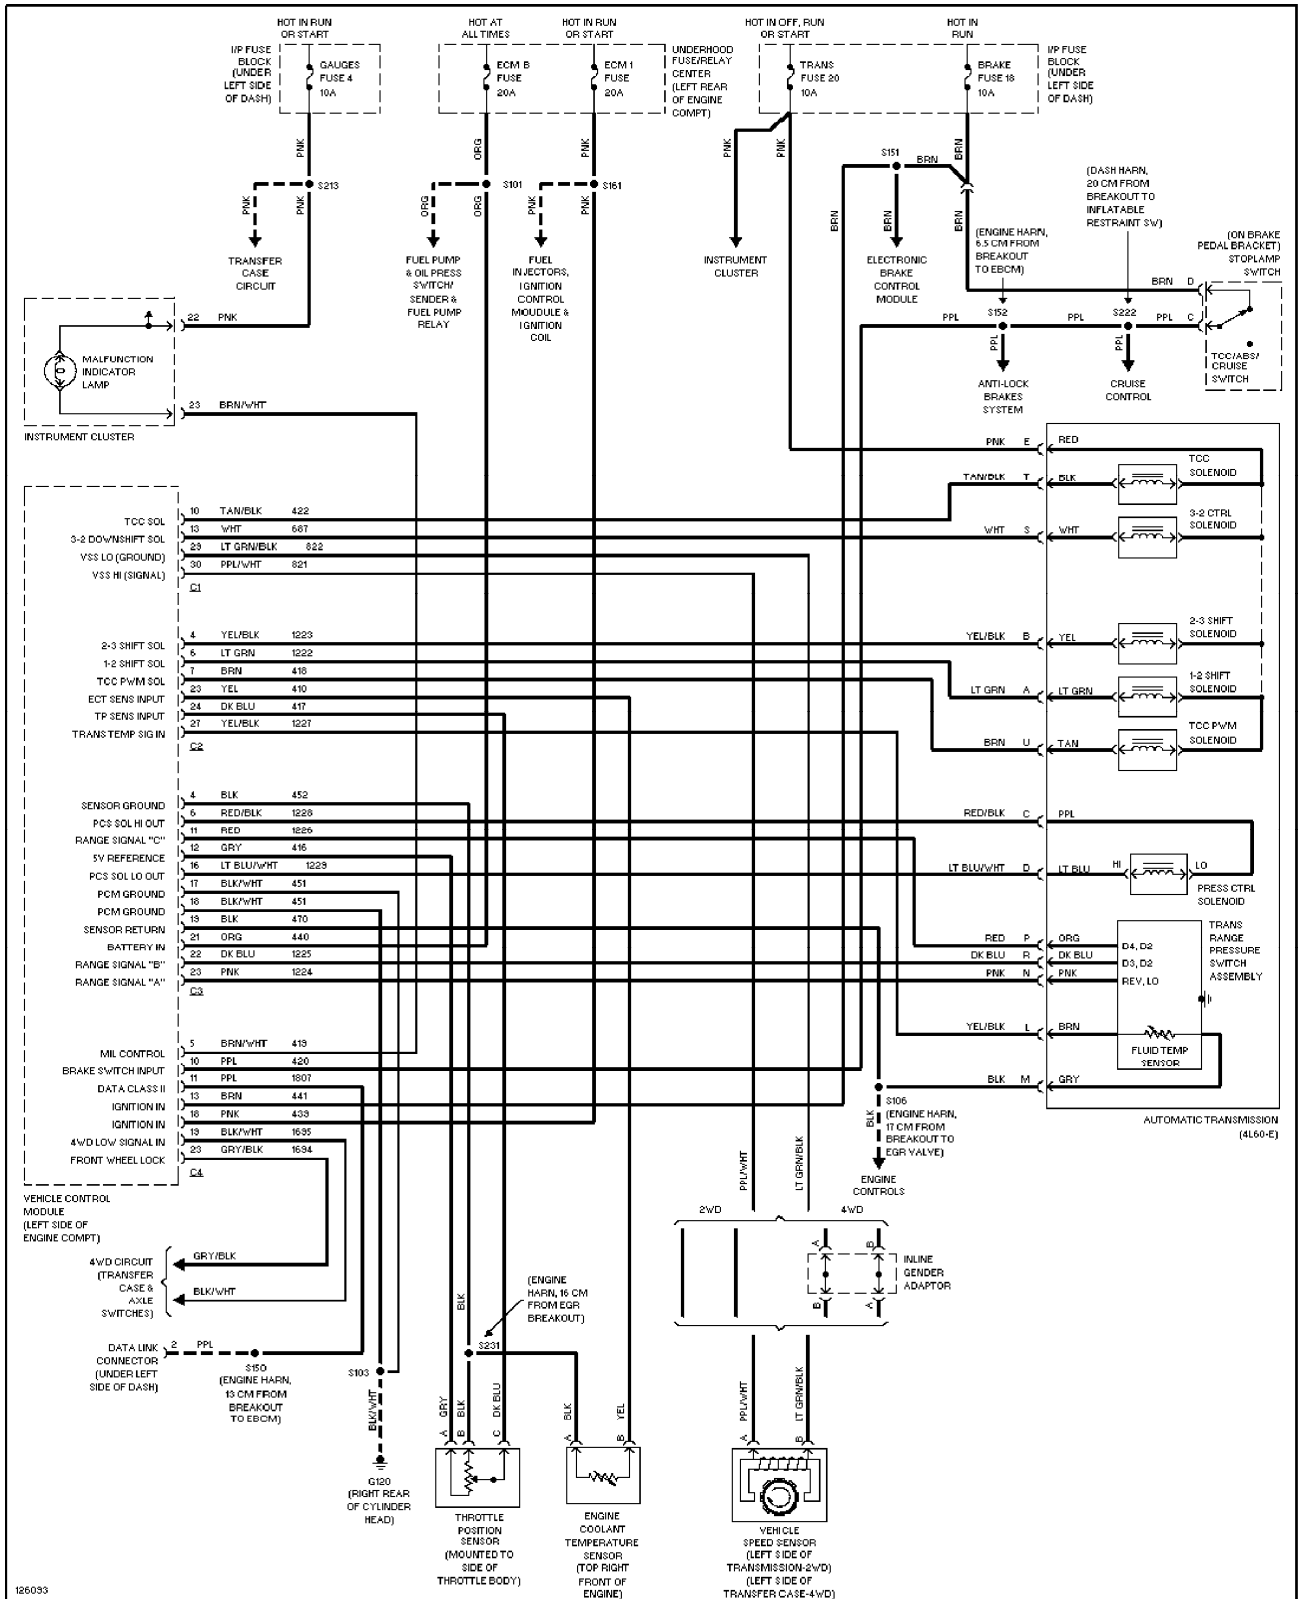 HOT IN RUN
OR START
HOT AT
ALL TIMES
HOT IN RUN
OR START
HOT IN OFF, RUN
OR START
HOT IN
RUN
I/P FUSE
BLOCK
(UNDER
LEFT SIDE
OF DASH)
GAUGES
FUSE 4
10A
ECM B
FUSE
20A
ECM 1
FUSE
20A
UNDERHOOD
FUSE/RELAY
CENTER
(LEFT REAR
OF ENGINE
COMPT)
TRANS
FUSE 20
10A
BRAKE
FUSE 18
10A
I/P FUSE
BLOCK
(UNDER
LEFT SIDE
OF DASH)
PNK
ORG
PNK
PNK
PNK
BRN
S213
S101
S161
S151
BRN
PNK
PNK
ORG
ORG
PNK
PNK
BRN
BRN
BRN
TRANSFER
CASE
CIRCUIT
FUEL PUMP
& OIL PRESS
SWITCH/
SENDER &
FUEL PUMP
RELAY
FUEL
INJECTORS,
IGNITION
CONTROL
MOUDULE &
IGNITION
COIL
INSTRUMENT
CLUSTER
ELECTRONIC
BRAKE
CONTROL
MODULE
(ENGINE HARN,
6.5 CM FROM
BREAKOUT
TO EBCM)
(DASH HARN,
20 CM FROM
BREAKOUT TO
INFLATABLE
RESTRAINT SW)
(ON BRAKE
PEDAL BRACKET)
STOPLAMP
SWITCH
BRN D
PPL S152 PPL S222 PPL C
PPL
PPL
TCC/ABS/
CRUISE
SWITCH
ANTI-LOCK
BRAKES
SYSTEM
CRUISE
CONTROL
22 PNK
MALFUNCTION
INDICATOR
LAMP
23 BRN/WHT
INSTRUMENT CLUSTER
PNK E RED
TCC
SOLENOID
TAN/BLK T BLK
3-2 CTRL
SOLENOID
WHT S WHT
2-3 SHIFT
SOLENOID
YEL/BLK B YEL
1-2 SHIFT
SOLENOID
LT GRN A LT GRN
TCC PWM
SOLENOID
BRN U TAN
RED/BLK C PPL
LT BLU/WHT D LT BLU HI LO
PRESS CTRL
SOLENOID
TRANS
RANGE
PRESSURE
SWITCH
ASSEMBLY
RED P ORG D4, D2
DK BLU R DK BLU D3, D2
PNK N PNK REV, LO
YEL/BLK L BRN
FLUID TEMP
SENSOR
BLK M GRY
AUTOMATIC TRANSMISSION
(4L60-E)
TCC SOL 10 TAN/BLK 422
3-2 DOWNSHIFT SOL 13 WHT 687
VSS LO (GROUND) 29 LT GRN/BLK 822
VSS HI (SIGNAL) 30 PPL/WHT 821
C1
2-3 SHIFT SOL 4 YEL/BLK 1223
1-2 SHIFT SOL 6 LT GRN 1222
TCC PWM SOL 7 BRN 418
ECT SENS INPUT 23 YEL 410
TP SENS INPUT 24 DK BLU 417
TRANS TEMP SIG IN 27 YEL/BLK 1227
C2
SENSOR GROUND 4 BLK 452
PCS SOL HI OUT 6 RED/BLK 1228
RANGE SIGNAL "C" 11 RED 1226
5V REFERENCE 12 GRY 416
PCS SOL LO OUT 16 LT BLU/WHT 1229
PCM GROUND 17 BLK/WHT 451
PCM GROUND 18 BLK/WHT 451
SENSOR RETURN 19 BLK 470
BATTERY IN 21 ORG 440
RANGE SIGNAL "B" 22 DK BLU 1225
RANGE SIGNAL "A" 23 PNK 1224
C3
MIL CONTROL 5 BRN/WHT 419
BRAKE SWITCH INPUT 10 PPL 420
DATA CLASS II 11 PPL 1807
IGNITION IN 13 BRN 441
IGNITION IN 18 PNK 439
4WD LOW SIGNAL IN 19 BLK/WHT 1695
FRONT WHEEL LOCK 23 GRY/BLK 1694
C4
VEHICLE CONTROL
MODULE
(LEFT SIDE OF
ENGINE COMPT)
S106
(ENGINE HARN,
17 CM FROM
BREAKOUT TO
EGR VALVE)
BLK
ENGINE
CONTROLS
PPL/WHT
LT GRN/BLK
2WD
4WD
A
B
INLINE
GENDER
ADAPTOR
B
A
4WD CIRCUIT
(TRANSFER
CASE &
AXLE
SWITCHES)
GRY/BLK
BLK/WHT
DATA LINK
CONNECTOR
(UNDER LEFT
SIDE OF DASH)
2 PPL
S150
(ENGINE HARN,
13 CM FROM
BREAKOUT
TO EBCM)
S103
BLK/WHT
G120
(RIGHT REAR
OF CYLINDER
HEAD)
BLK
(ENGINE
HARN, 16 CM
FROM EGR
BREAKOUT)
S231
A GRY
B BLK
C DK BLU
A BLK
B YEL
A PPL/WHT
B LT GRN/BLK
THROTTLE
POSITION
SENSOR
(MOUNTED TO
SIDE OF
THROTTLE BODY)
ENGINE
COOLANT
TEMPERATURE
SENSOR
(TOP RIGHT
FRONT OF
ENGINE)
VEHICLE
SPEED SENSOR
(LEFT SIDE OF
TRANSMISSION-2WD)
(LEFT SIDE OF
TRANSFER CASE-4WD)
126093